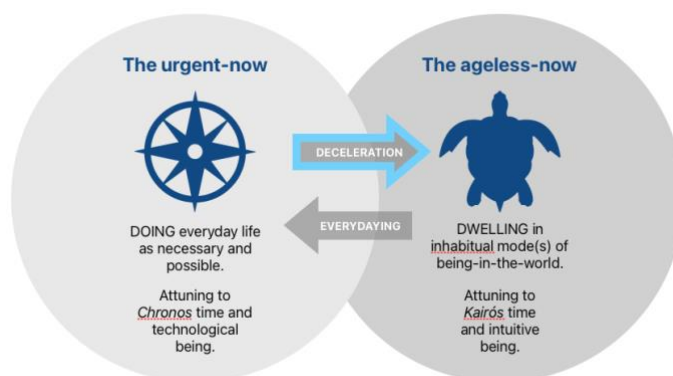 The urgent-now
The ageless-now
DECELERATION
EVERYDAYING
DOING everyday life
as necessary and
possible.
Attuning to
Chronos time and
technological
being.
DWELLING in
inhabitual mode(s) of
being-in-the-world.
Attuning to
Kairós time
and intuitive
being.